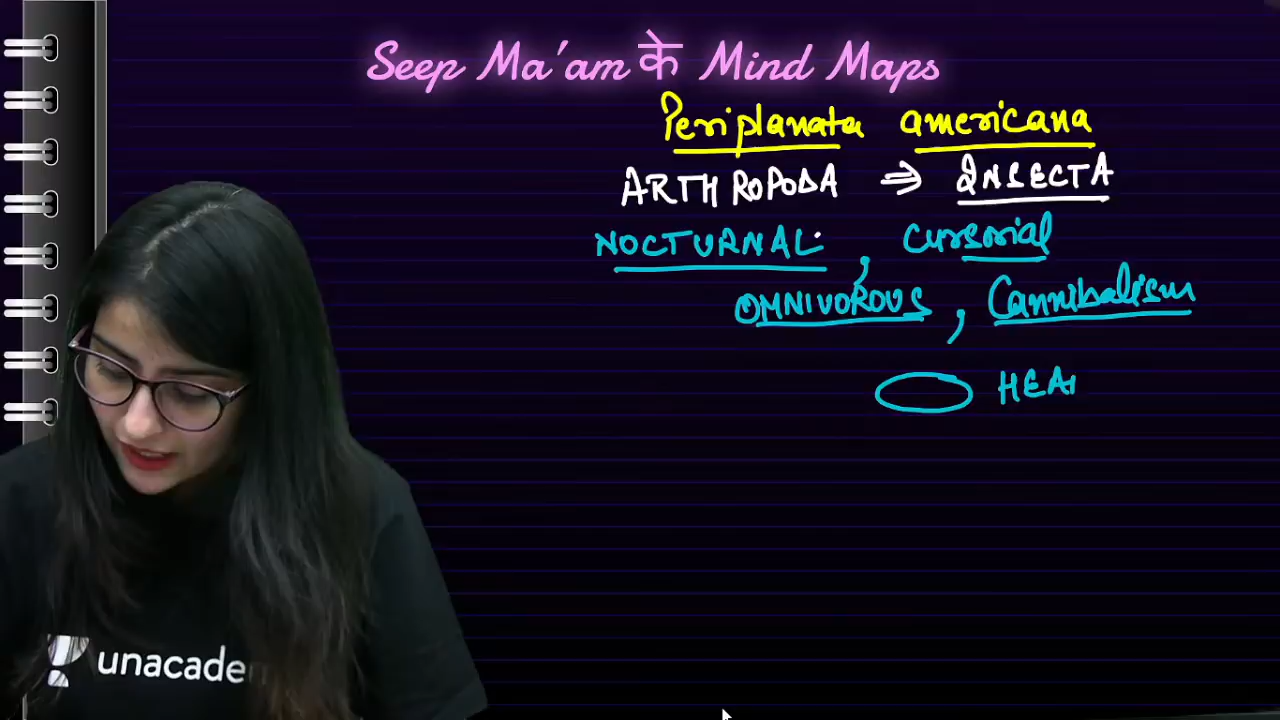 Seep Ma'am के Mind Maps
Periplanata americana
ARTHROPODA ⇒ INSECTA
NOCTURNAL, cursorial
OMNIVOROUS, Cannibalism
HEA
unacade